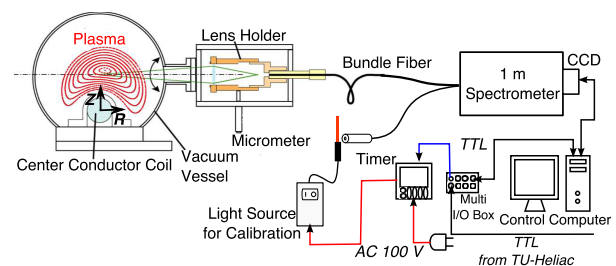 Plasma
Lens Holder
Bundle Fiber
CCD
1 m
Spectrometer
Z
R
Micrometer
Center Conductor Coil
Vacuum
Vessel
Timer
TTL
Multi
I/O Box
Control Computer
Light Source
for Calibration
AC 100 V
TTL
from TU-Heliac